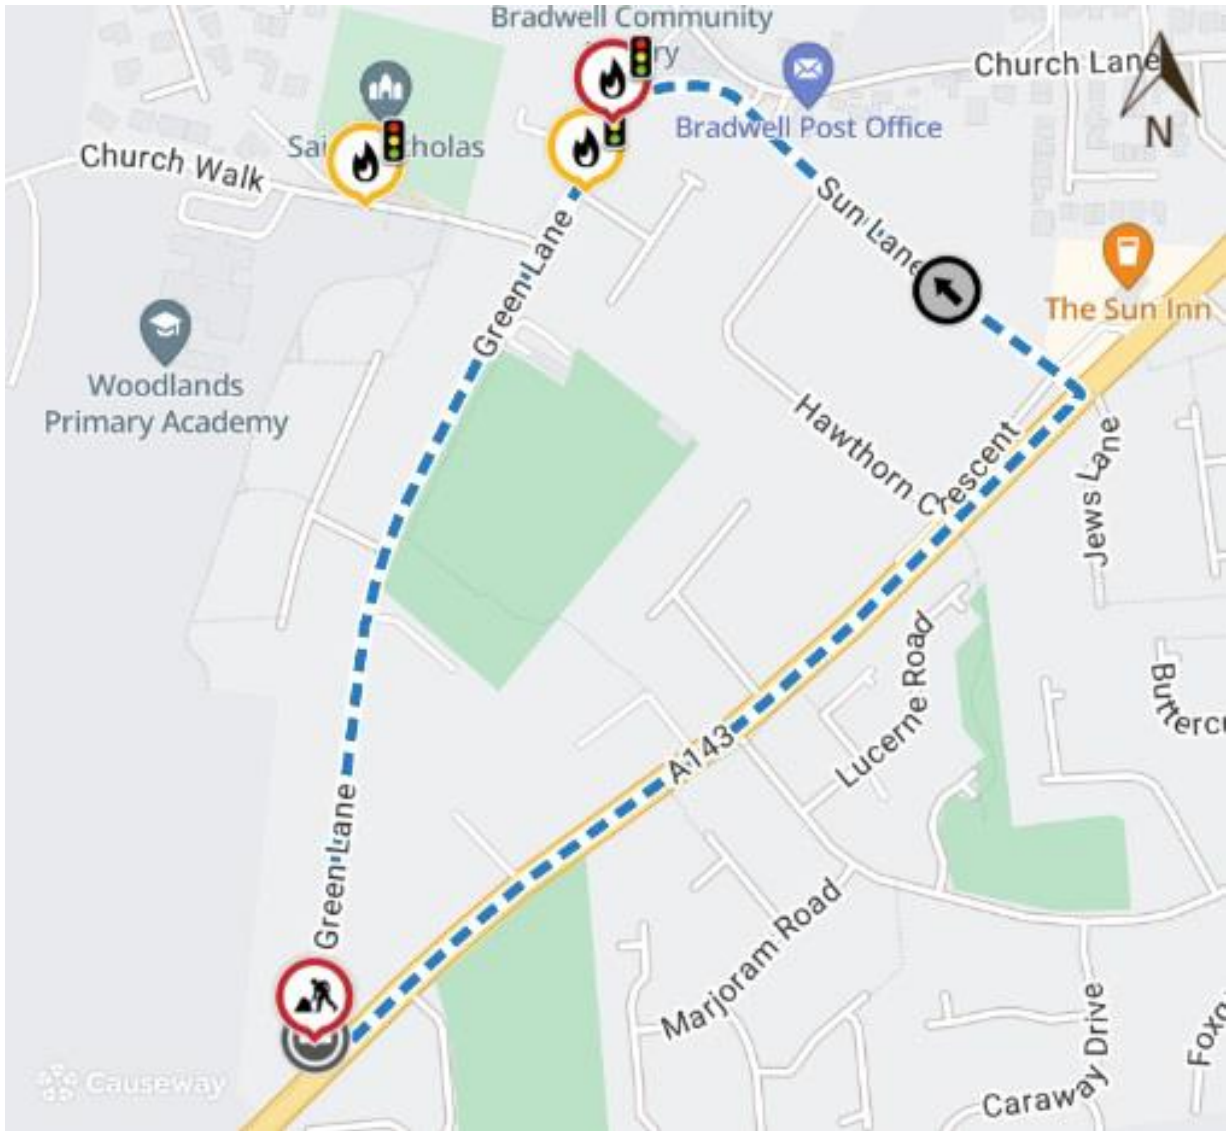 Bradwell Community
ry
Church Lane
N
Bradwell Post Office
Church Walk
Sun Lane
Green Lane
The Sun Inn
Woodlands
Primary Academy
Hawthorn Crescent
Jews Lane
Lucerne Road
A143
Green Lane
Marjoram Road
Caraway Drive
Causeway